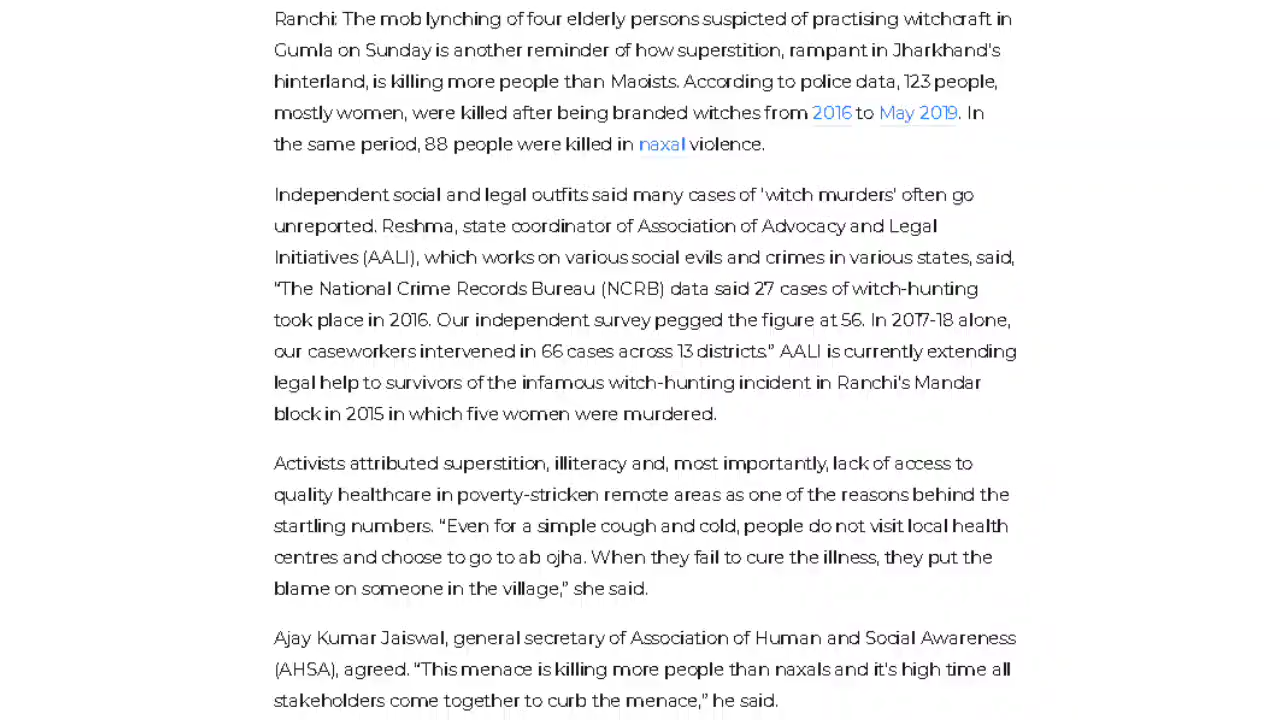 Ranchi: The mob lynching of four elderly persons suspected of practising witchcraft in
Gumla on Sunday is another reminder of how superstition, rampant in Jharkhand's
hinterland, is killing more people than Maoists. According to police data, 123 people,
mostly women, were killed after being branded witches from 2016 to May 2019. In
the same period, 88 people were killed in naxal violence.
Independent social and legal outfits said many cases of 'witch murders' often go
unreported. Reshma, state coordinator of Association of Advocacy and Legal
Initiatives (AALI), which works on various social evils and crimes in various states, said,
“The National Crime Records Bureau (NCRB) data said 27 cases of witch-hunting
took place in 2016. Our independent survey pegged the figure at 56. In 2017-18 alone,
our caseworkers intervened in 66 cases across 13 districts.” AALI is currently extending
legal help to survivors of the infamous witch-hunting incident in Ranchi's Mandar
block in 2015 in which five women were murdered.
Activists attributed superstition, illiteracy and, most importantly, lack of access to
quality healthcare in poverty-stricken remote areas as one of the reasons behind the
startling numbers. “Even for a simple cough and cold, people do not visit local health
centres and choose to go to ab ojha. When they fail to cure the illness, they put the
blame on someone in the village,” she said.
Ajay Kumar Jaiswal, general secretary of Association of Human and Social Awareness
(AHSA), agreed. “This menace is killing more people than naxals and it's high time all
stakeholders come together to curb the menace,” he said.